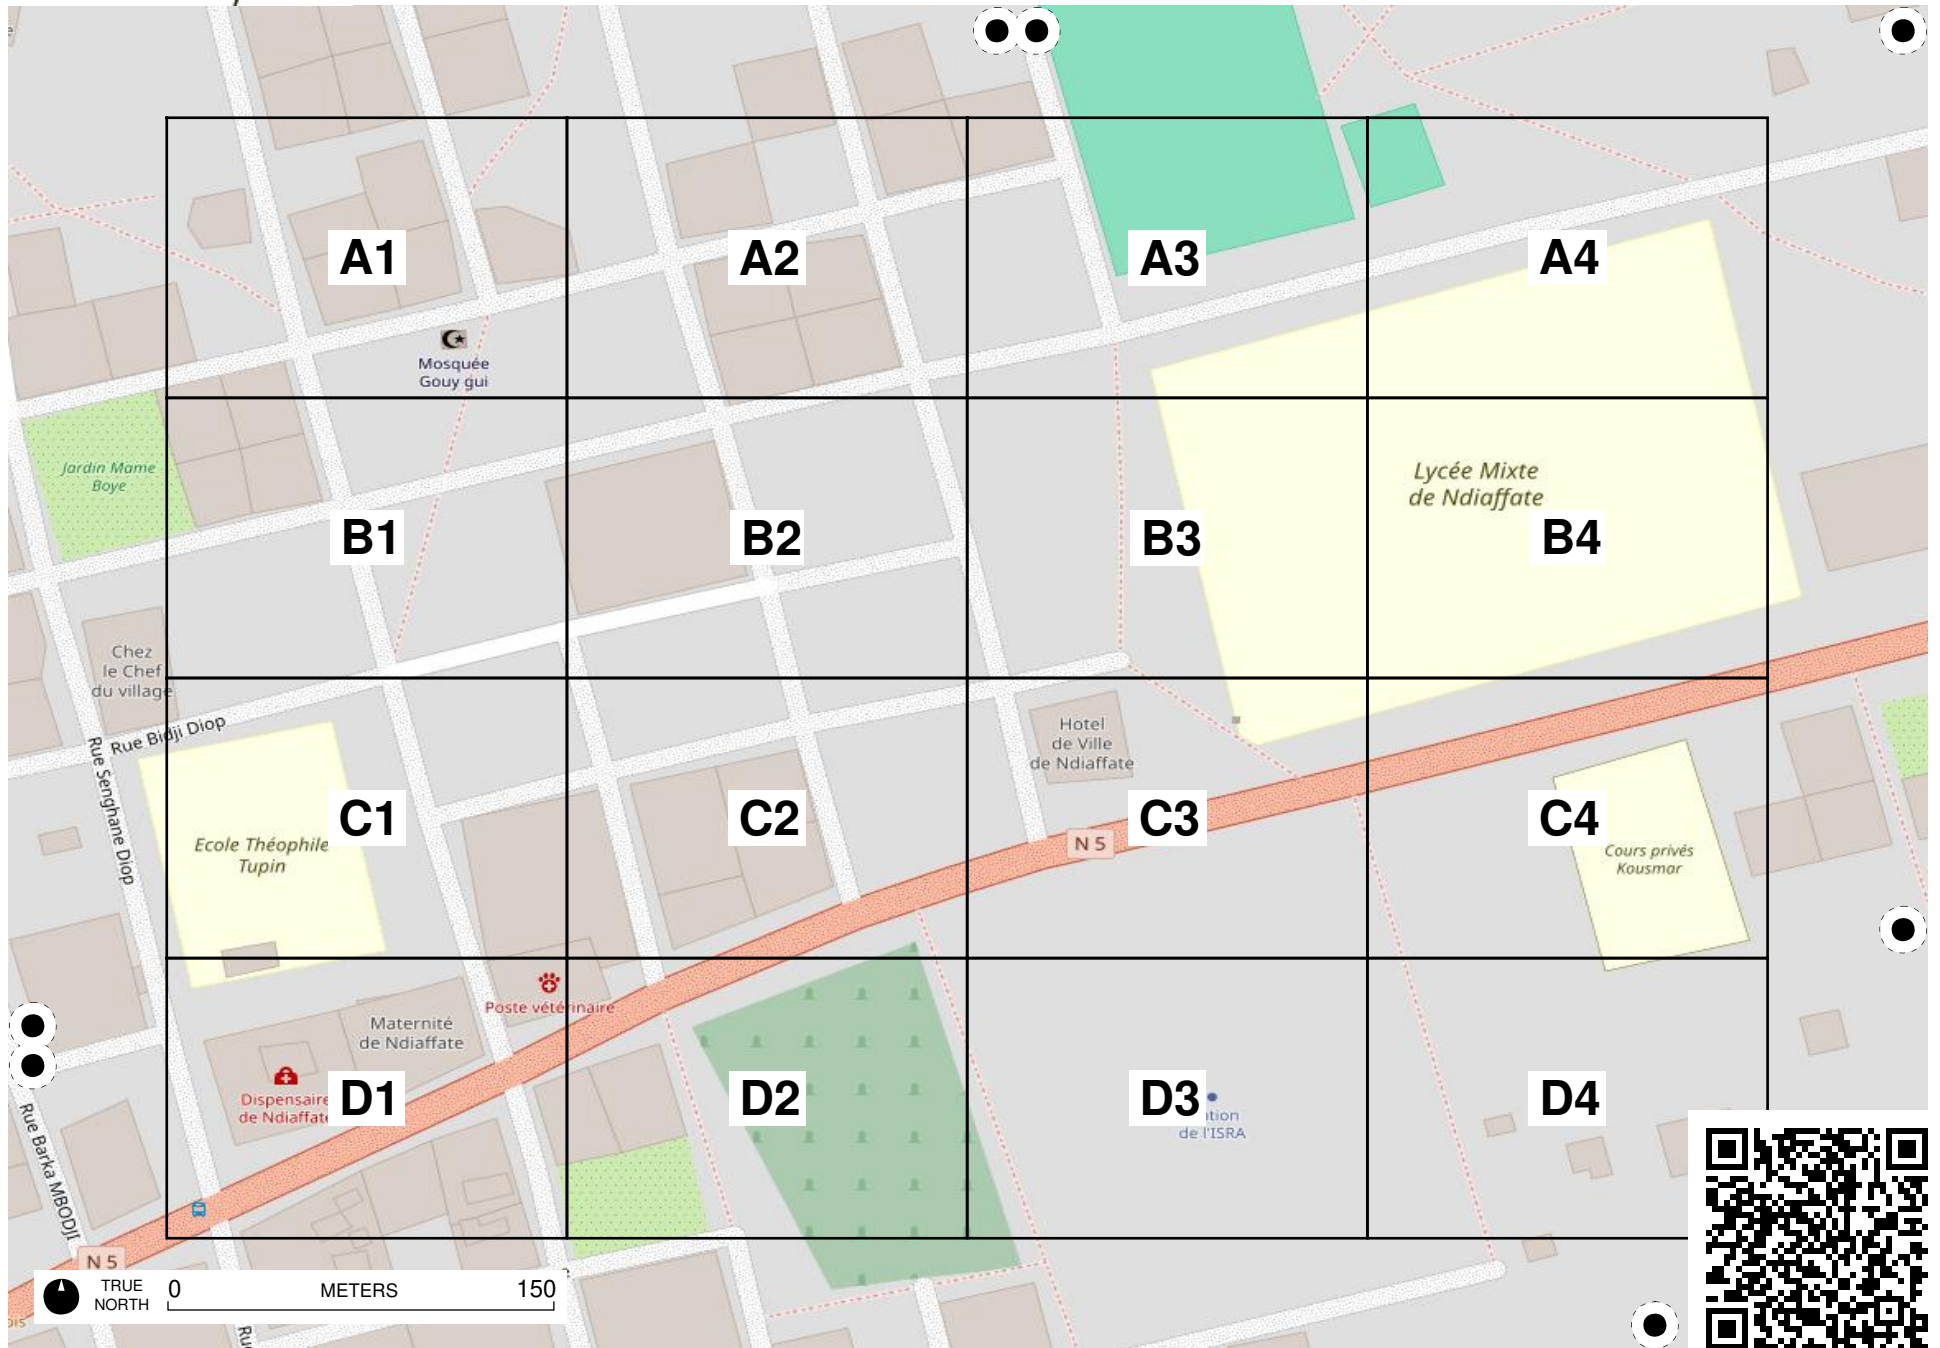 A1
A2
A3
A4
Mosquée
Gouy gui
Jardin Mame
Boye
Lycée Mixte
de Ndiaffate
B1
B2
B3
B4
Chez
le Chef
du village
Rue Bidji Diop
Rue Senghane Diop
Hotel
de Ville
de Ndiaffate
C1
C2
C3
C4
N 5
Ecole Théophile
Tupin
Cours privés
Kousmar
Poste vétérinaire
Maternité
de Ndiaffate
Dispensaire
de Ndiaffate
D1
D2
D3
D4
de l'ISRA
Rue Barka MBODJI
N 5
TRUE
NORTH
0
METERS
150